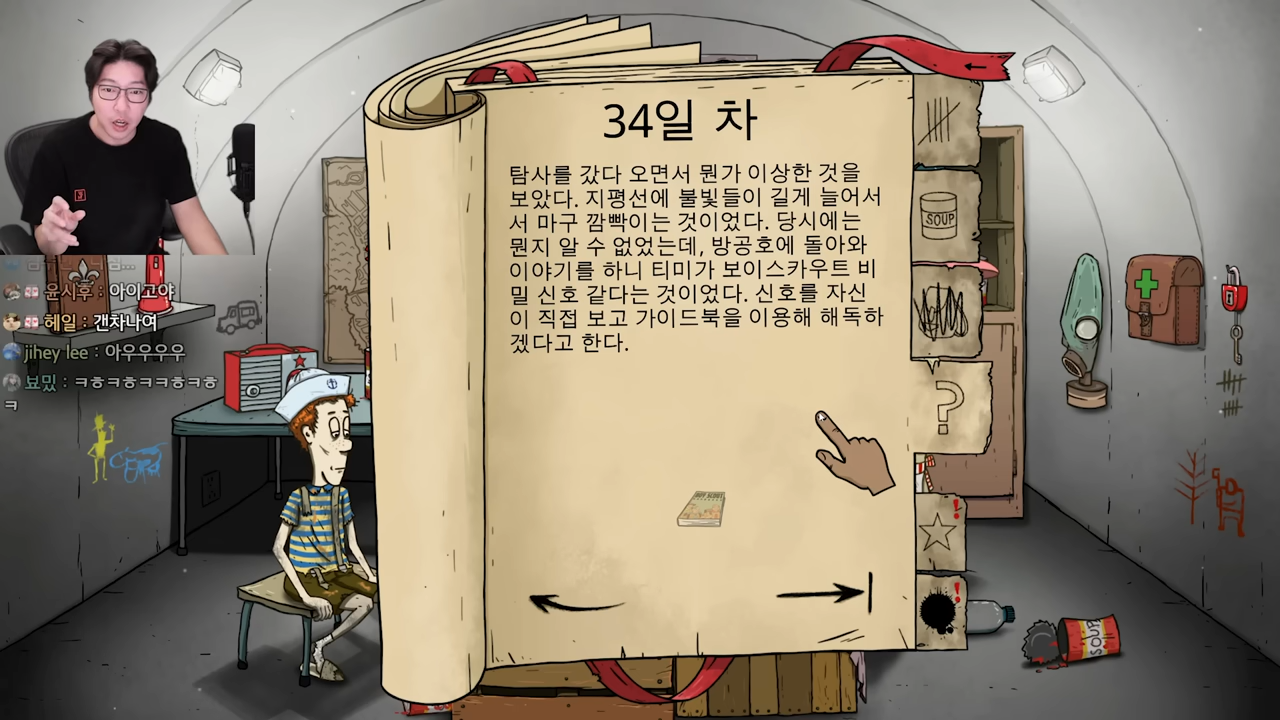 34일 차
탐사를 갔다 오면서 뭔가 이상한 것을
보았다. 지평선에 불빛들이 길게 늘어서
서 마구 깜빡이는 것이었다. 당시에는
뭔지 알 수 없었는데, 방공호에 돌아와
이야기를 하니 티미가 보이스카우트 비
밀 신호 같다는 것이었다. 신호를 자신
이 직접 보고 가이드북을 이용해 해독하
겠다고 한다.
SOUP
?
윤시후 : 아이고야
헤일 : 갠차나여
jihey lee : 아우우우우
뚀밌 : ㅋㅎㅋㅎㅋㅋㅎㅋㅎ
ㅋ
BOY SCOUT
SOUP